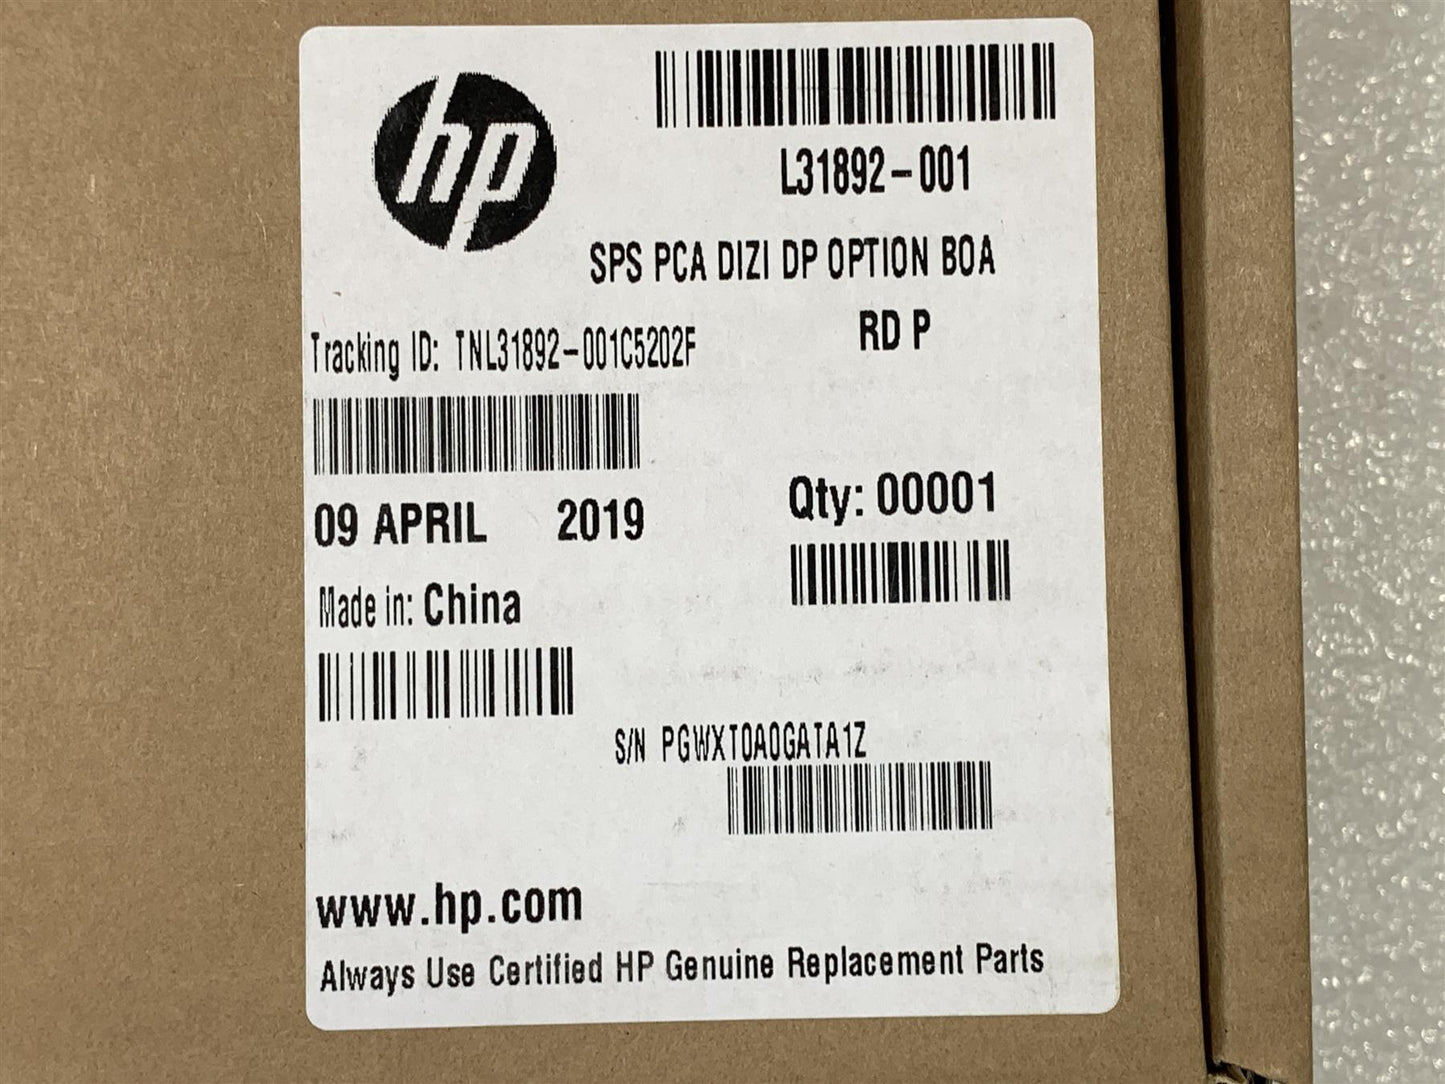 hp
L31892-001
SPS PCA DIZI DP OPTION BOA
RD P
Tracking ID: TNL31892-001C5202F
09 APRIL 2019
Qty: 00001
Made in: China
S/N PGWXT0A0GATA1Z
www.hp.com
Always Use Certified HP Genuine Replacement Parts